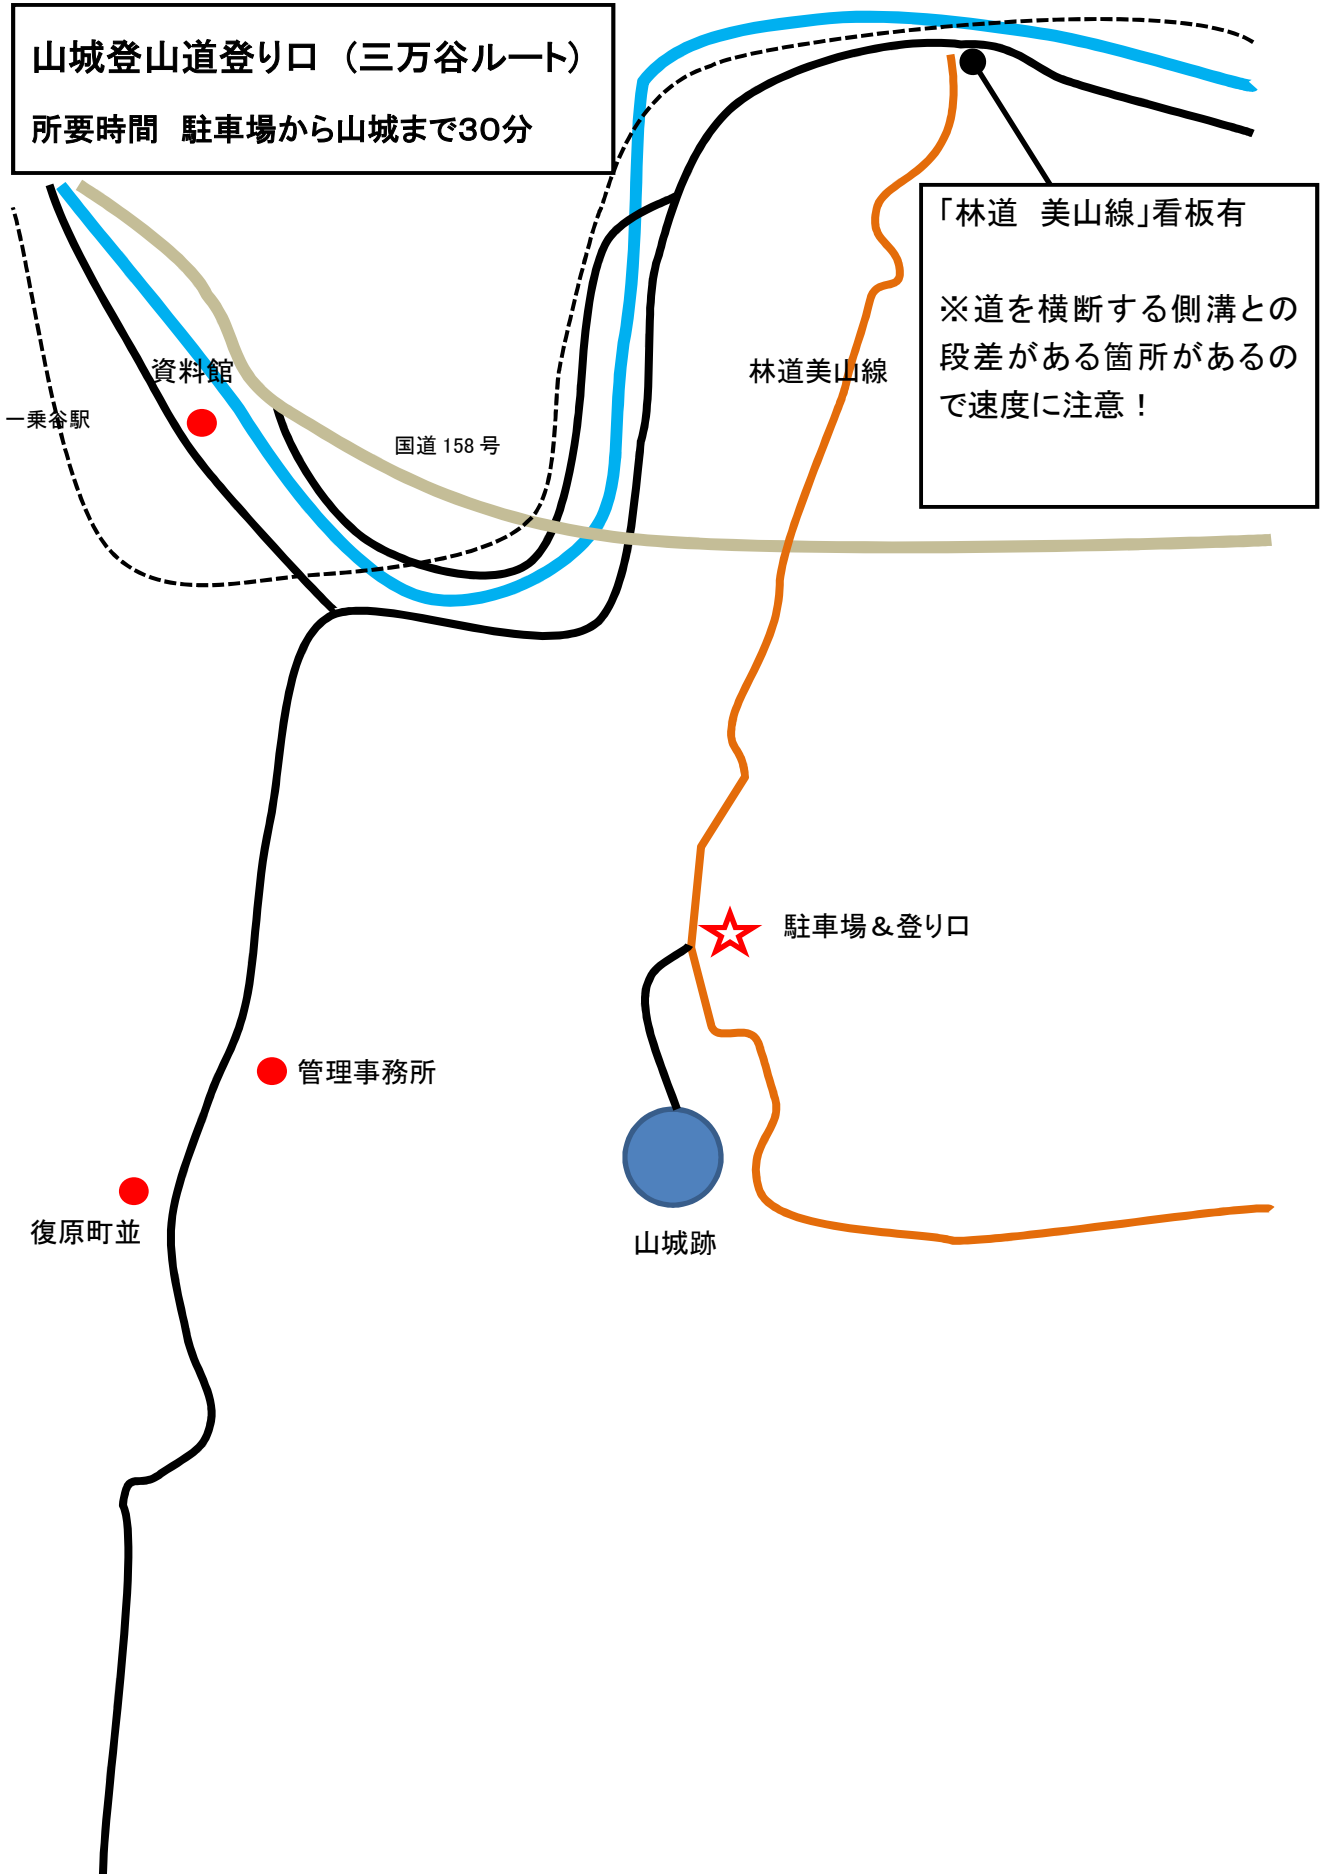 山城登山道登り口 （三万谷ルート）
所要時間　駐車場から山城まで３０分
「林道　美山線」看板有
※道を横断する側溝との
段差がある箇所があるの
で速度に注意！
資料館
林道美山線
一乗谷駅
国道 158 号
駐車場＆登り口
管理事務所
復原町並
山城跡